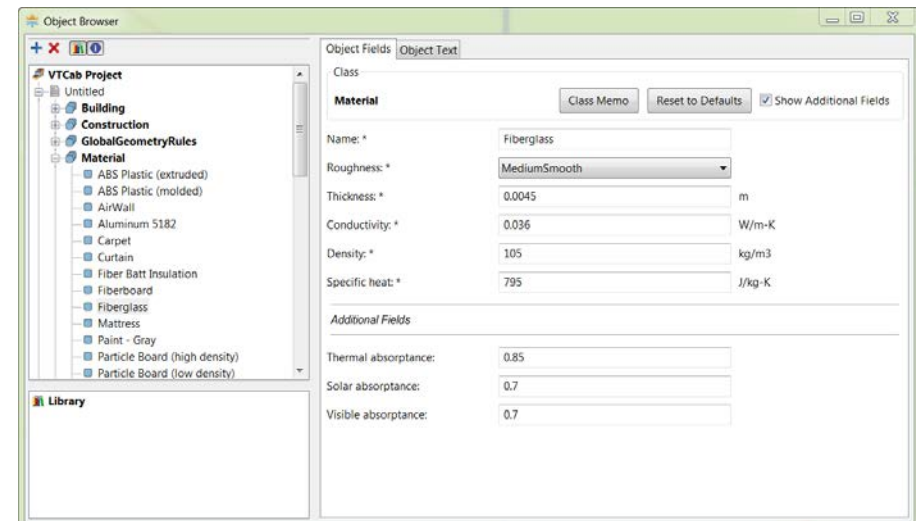 Object Browser
VTCab Project
Untitled
Building
Construction
GlobalGeometryRules
Material
ABS Plastic (extruded)
ABS Plastic (molded)
AirWall
Aluminum 5182
Carpet
Curtain
Fiber Batt Insulation
Fiberboard
Fiberglass
Mattress
Paint - Gray
Particle Board (high density)
Particle Board (low density)
Library
Object Fields Object Text
Class
Material Class Memo Reset to Defaults Show Additional Fields
Name: * Fiberglass
Roughness: * MediumSmooth
Thickness: * 0.0045 m
Conductivity: * 0.036 W/m-K
Density: * 105 kg/m3
Specific heat: * 795 J/kg-K
Additional Fields
Thermal absorptance: 0.85
Solar absorptance: 0.7
Visible absorptance: 0.7